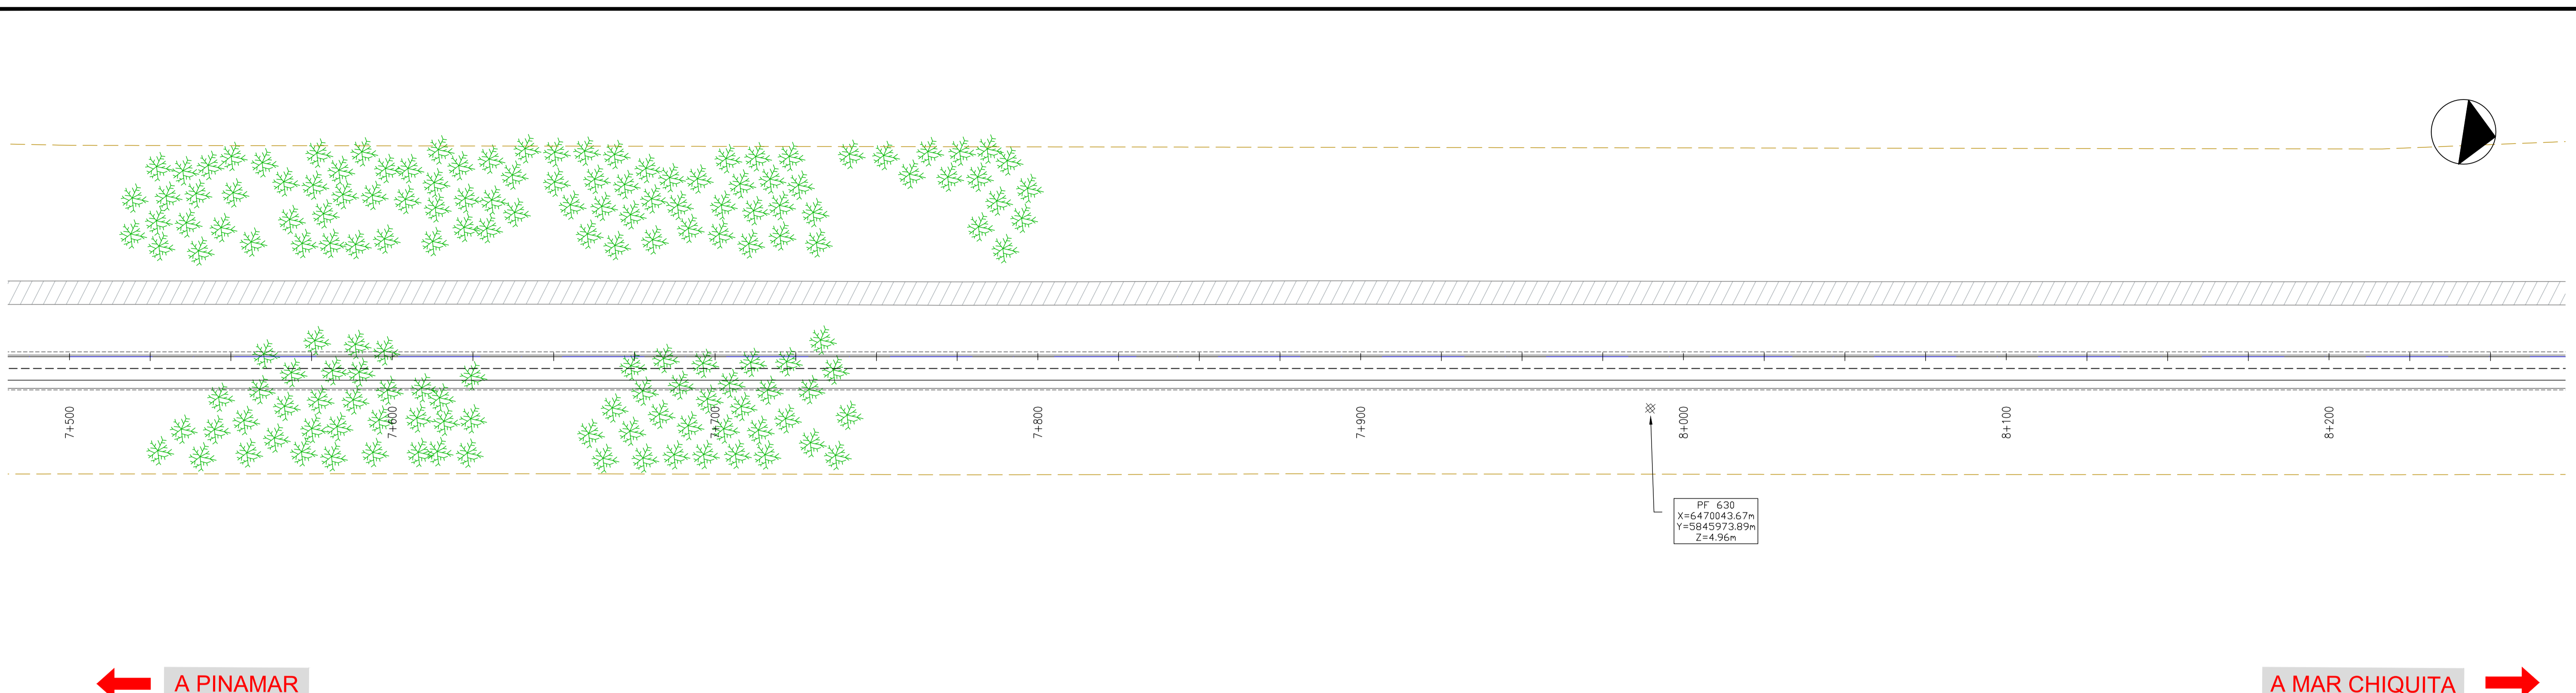 7+500
7+600
7+700
7+800
7+900
8+000
8+100
8+200
PF 630
X=6470043.67m
Y=5845973.89m
Z=4.96m
A PINAMAR
A MAR CHIQUITA